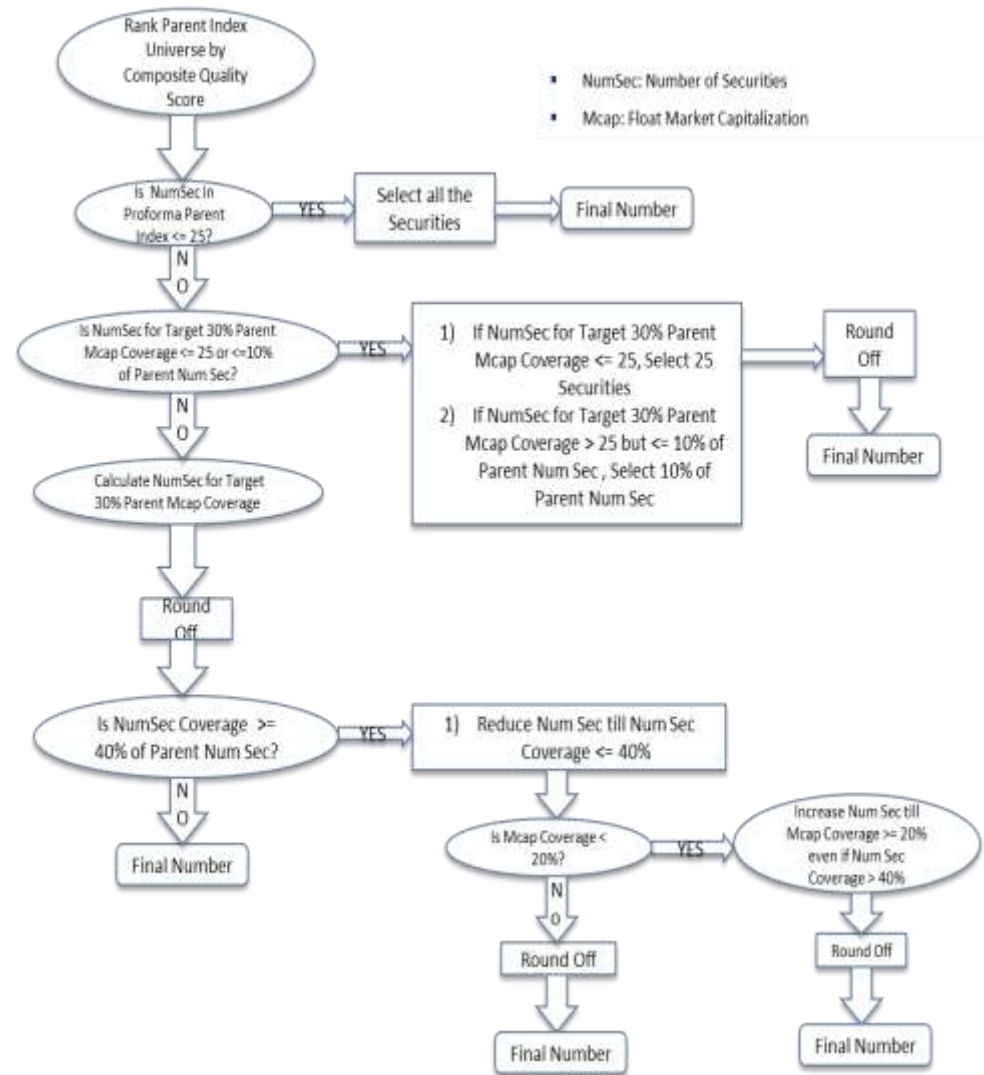 Rank Parent Index
Universe by
Composite Quality
Score
▪ NumSec: Number of Securities
▪ Mcap: Float Market Capitalization
Is NumSec in
Proforma Parent
Index <= 25?
YES
Select all the
Securities
Final Number
N
O
Is NumSec for Target 30% Parent
Mcap Coverage <= 25 or <=10%
of Parent Num Sec?
YES
1) If NumSec for Target 30% Parent
Mcap Coverage <= 25, Select 25
Securities
2) If NumSec for Target 30% Parent
Mcap Coverage > 25 but <= 10% of
Parent Num Sec , Select 10% of
Parent Num Sec
Round
Off
Final Number
N
O
Calculate NumSec for Target
30% Parent Mcap Coverage
Round
Off
Is NumSec Coverage >=
40% of Parent Num Sec?
YES
1) Reduce Num Sec till Num Sec
Coverage <= 40%
N
O
Final Number
Is Mcap Coverage <
20%?
YES
Increase Num Sec till
Mcap Coverage >= 20%
even if Num Sec
Coverage > 40%
N
o
Round Off
Final Number
Round Off
Final Number